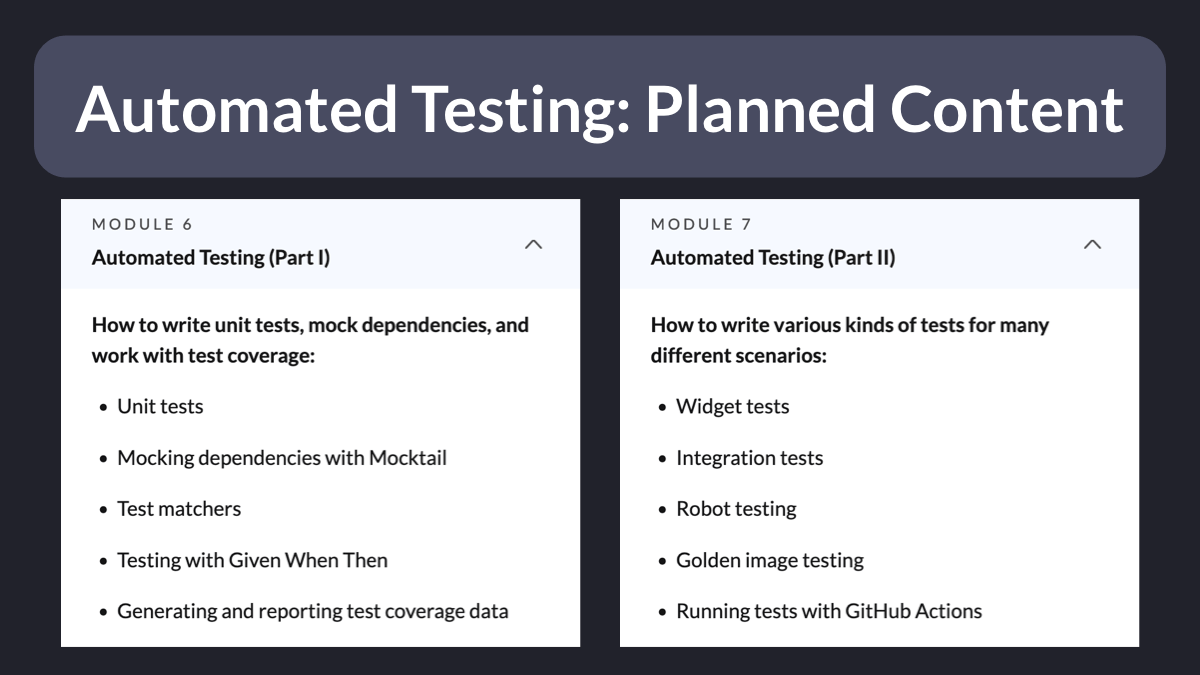 Automated Testing: Planned Content
MODULE 6
Automated Testing (Part I)
How to write unit tests, mock dependencies, and
work with test coverage:
• Unit tests
• Mocking dependencies with Mocktail
• Test matchers
• Testing with Given When Then
• Generating and reporting test coverage data
MODULE 7
Automated Testing (Part II)
How to write various kinds of tests for many
different scenarios:
• Widget tests
• Integration tests
• Robot testing
• Golden image testing
• Running tests with GitHub Actions